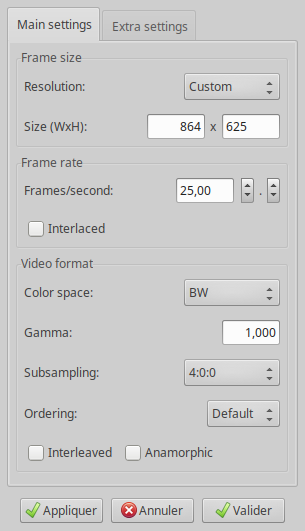 Main settings Extra settings
Frame size
Resolution: Custom
Size (WxH): 864 x 625
Frame rate
Frames/second: 25,00 .
Interlaced
Video format
Color space: BW
Gamma: 1,000
Subsampling: 4:0:0
Ordering: Default
Interleaved Anamorphic
Appliquer Annuler Valider